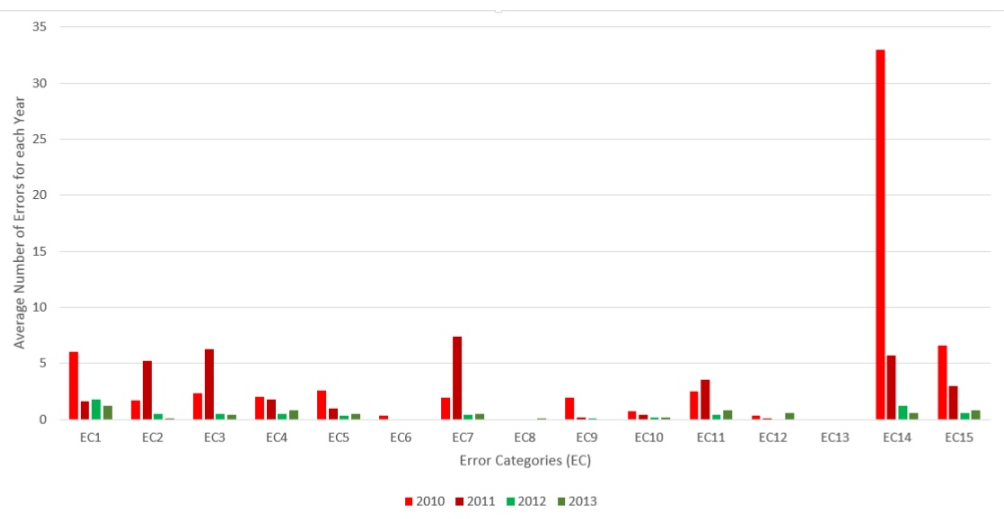 Average Number of Errors for each Year
35
30
25
20
15
10
5
0
EC1 EC2 EC3 EC4 EC5 EC6 EC7 EC8 EC9 EC10 EC11 EC12 EC13 EC14 EC15
Error Categories (EC)
2010 2011 2012 2013